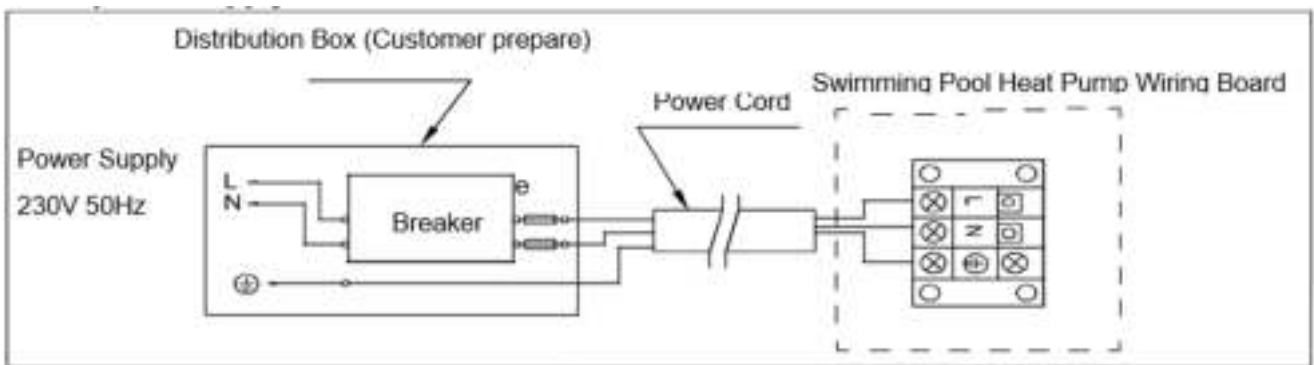 Distribution Box (Customer prepare)
Swimming Pool Heat Pump Wiring Board
Power Cord
Power Supply
230V 50Hz
L
N
e
Breaker
L
N